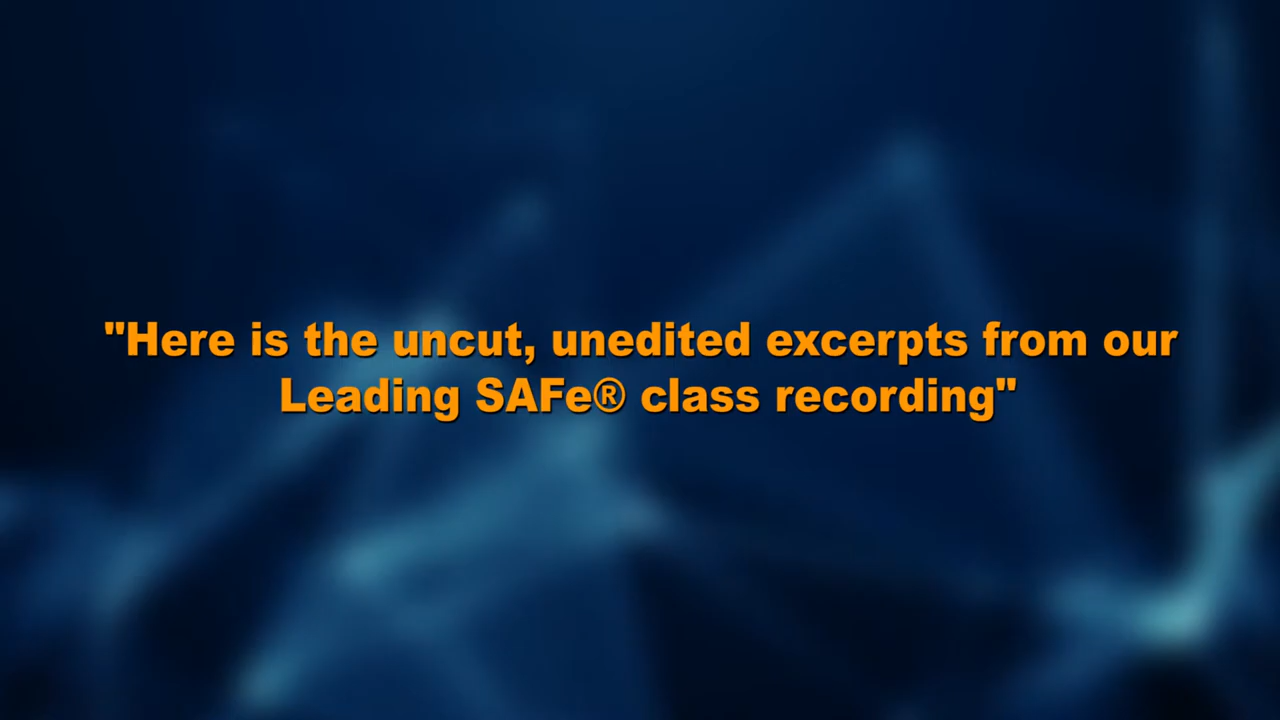 "Here is the uncut, unedited excerpts from our
Leading SAFe® class recording"